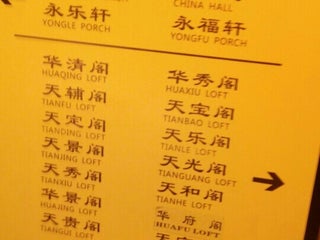 永乐轩
YONGLE PORCH
CHINA HALL
永福轩
YONGFU PORCH
华清阁
HUAQING LOFT
天辅阁
TIANFU LOFT
天定阁
TIANDING LOFT
天景阁
TIANJING LOFT
天秀阁
TIANXIU LOFT
华景阁
HUAJING LOFT
天贵阁
TIANGUI LOFT
华秀阁
HUAXIU LOFT
天宝阁
TIANBAO LOFT
天乐阁
TIANLE LOFT
天光阁
TIANGUANG LOFT
天和阁
TIANHE LOFT
华府阁
HUAFU LOFT